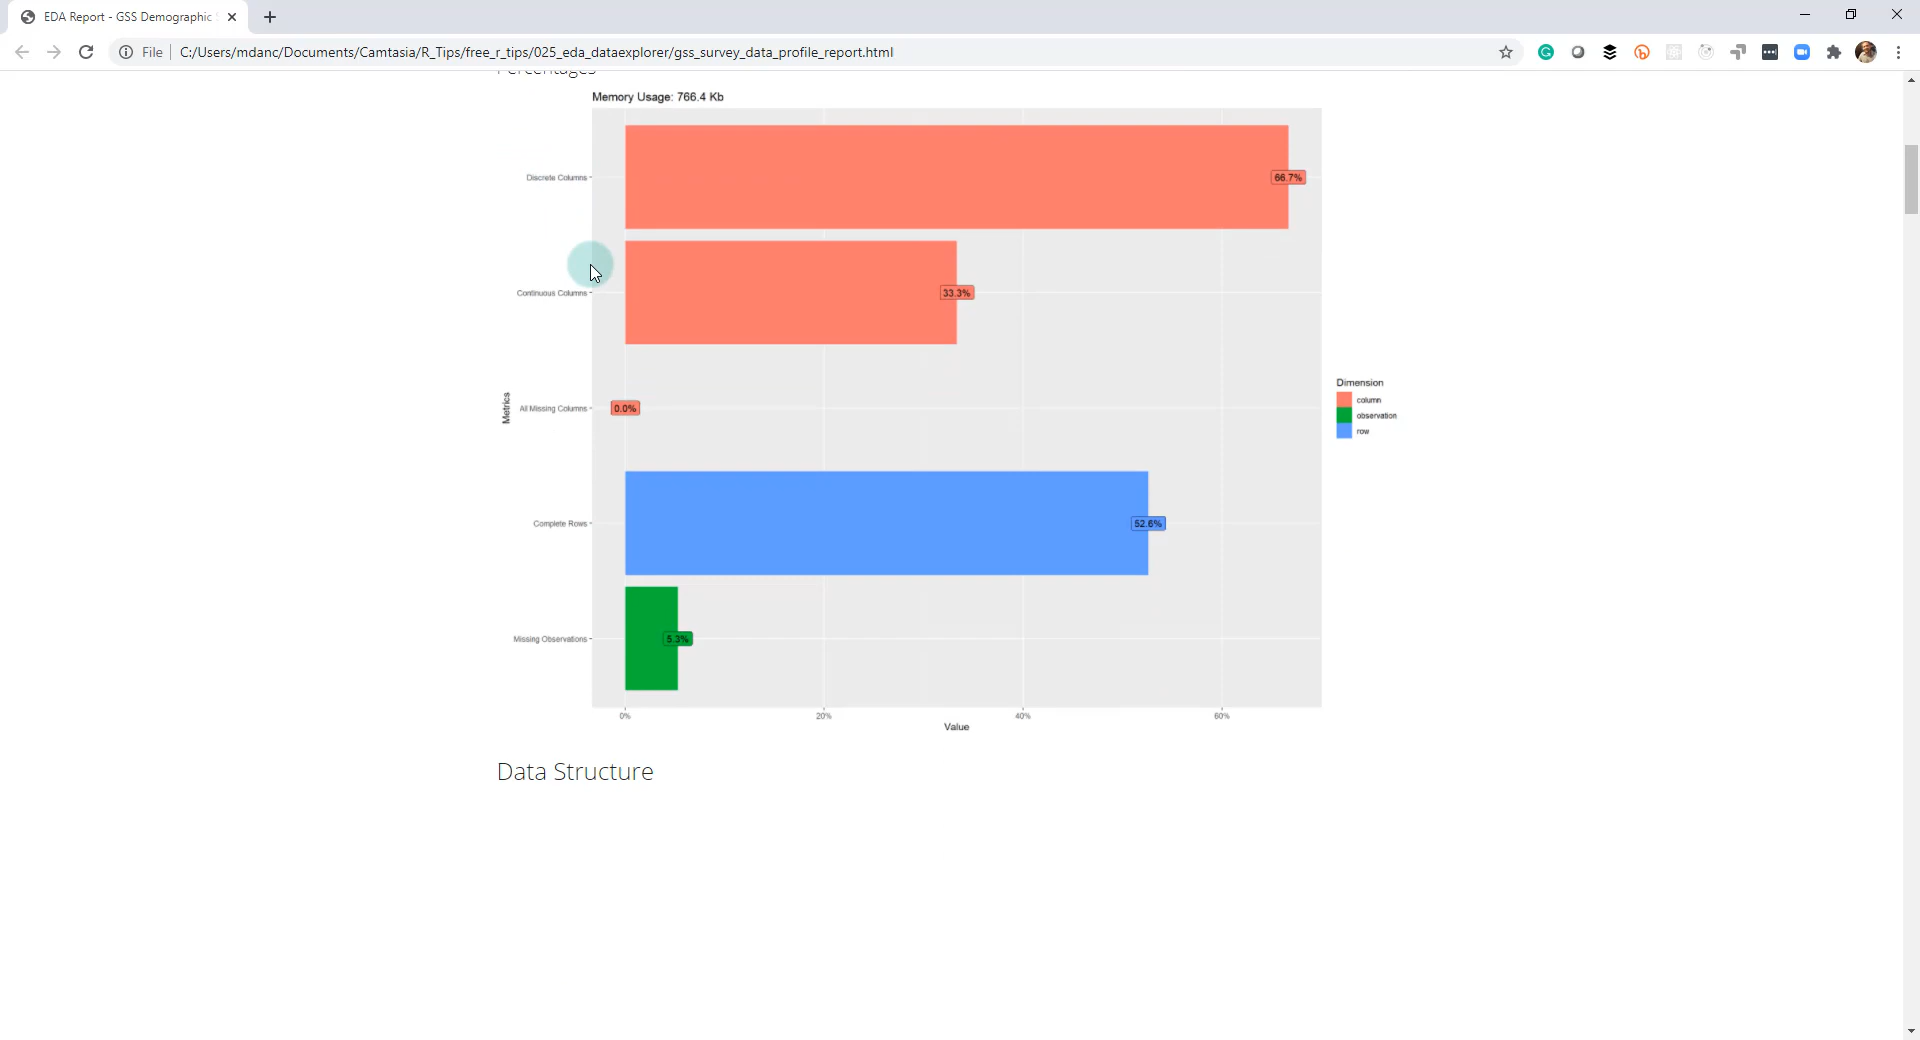 EDA Report - GSS Demographic
File C:/Users/mdanc/Documents/Camtasia/R_Tips/free_r_tips/025_eda_dataexplorer/gss_survey_data_profile_report.html
Percentages
Memory Usage: 766.4 Kb
Discrete Columns
66.7%
Continuous Columns
33.3%
Metrics
All Missing Columns
0.0%
Dimension
column
observation
row
Complete Rows
52.6%
Missing Observations
5.3%
0% 20% 40% 60%
Value
Data Structure